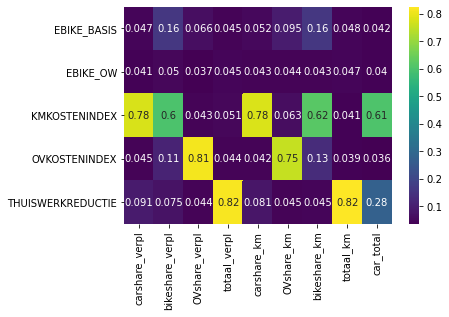 EBIKE_BASIS 0.047 0.16 0.066 0.045 0.052 0.095 0.16 0.048 0.042
EBIKE_OW 0.041 0.05 0.037 0.045 0.043 0.044 0.043 0.047 0.04
KMKOSTENINDEX 0.78 0.6 0.043 0.051 0.78 0.063 0.62 0.041 0.61
OVKOSTENINDEX 0.045 0.11 0.81 0.044 0.042 0.75 0.13 0.039 0.036
THUISWERKREDUCTIE 0.091 0.075 0.044 0.82 0.081 0.045 0.045 0.82 0.28
carshare_verpl bikeshare_verpl OVshare_verpl totaal_verpl carshare_km OVshare_km bikeshare_km totaal_km car_total
0.8
0.7
0.6
0.5
0.4
0.3
0.2
0.1